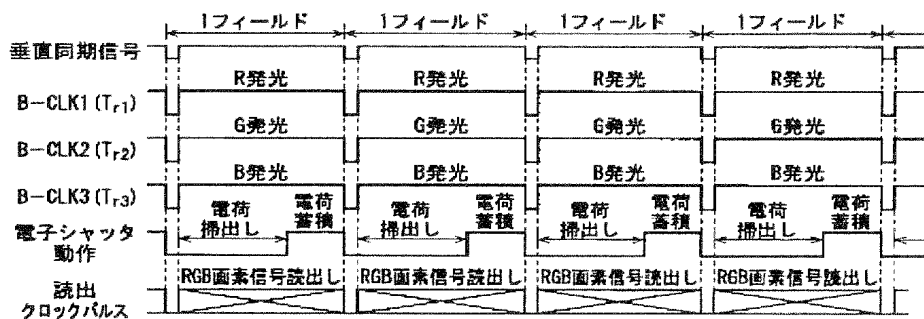 1フィールド 1フィールド 1フィールド 1フィールド
垂直同期信号
R発光 R発光 R発光 R発光
B-CLK1 (Tr1)
G発光 G発光 G発光 G発光
B-CLK2 (Tr2)
B発光 B発光 B発光 B発光
B-CLK3 (Tr3)
電荷掃出し 電荷蓄積 電荷掃出し 電荷蓄積 電荷掃出し 電荷蓄積 電荷掃出し 電荷蓄積
電子シャッタ
動作
RGB画素信号読出し RGB画素信号読出し RGB画素信号読出し RGB画素信号読出し
読出
クロックパルス